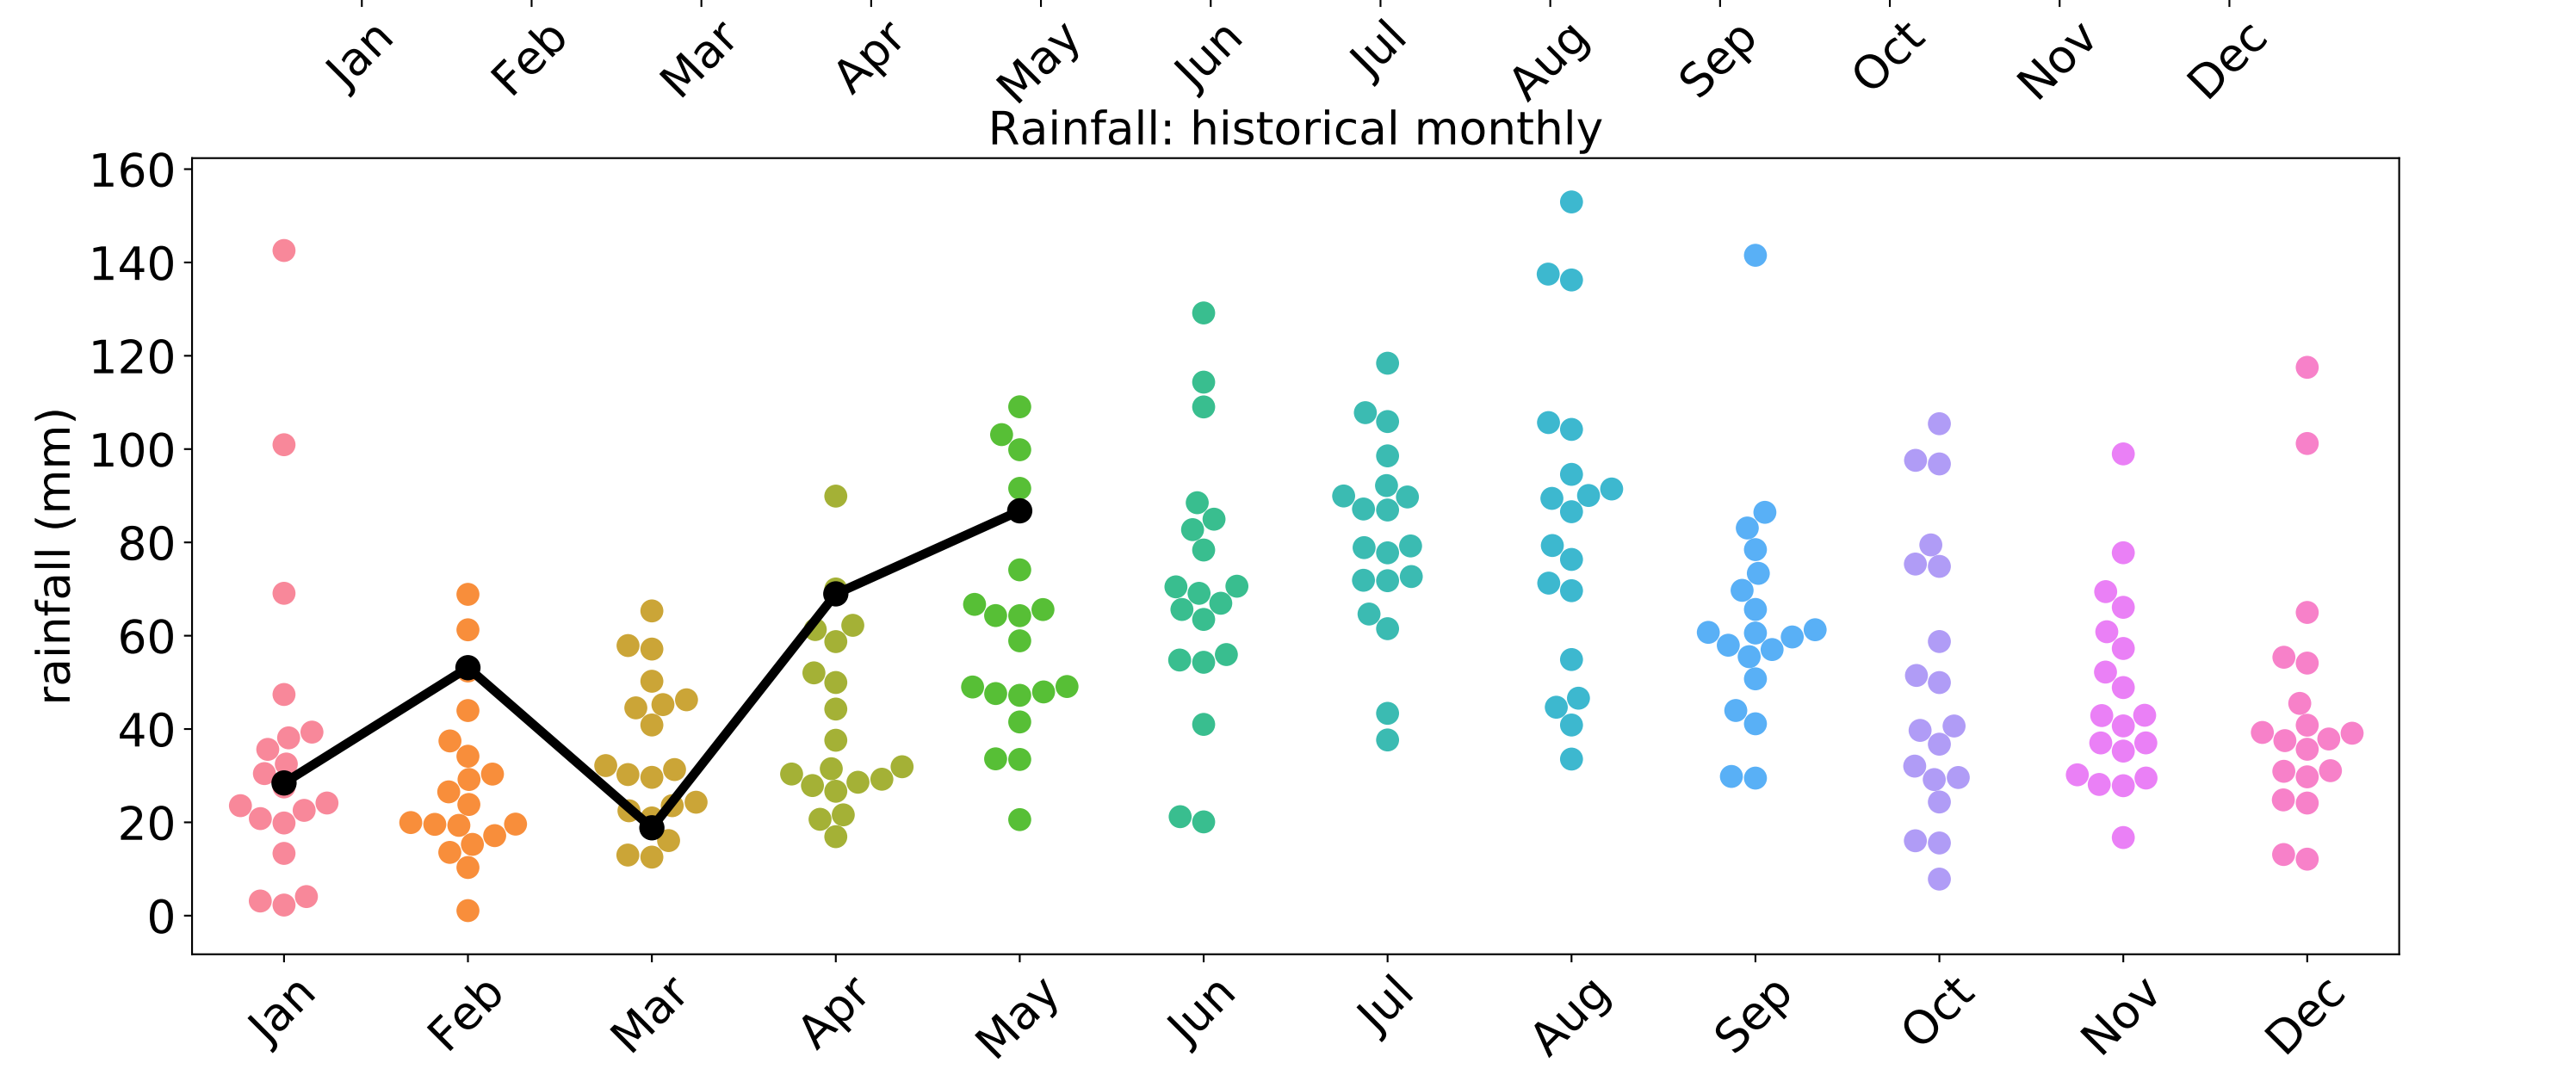 Jan Feb Mar Apr May Jun Jul Aug Sep Oct Nov Dec
Rainfall: historical monthly
rainfall (mm)
160
140
120
100
80
60
40
20
0
Jan Feb Mar Apr May Jun Jul Aug Sep Oct Nov Dec